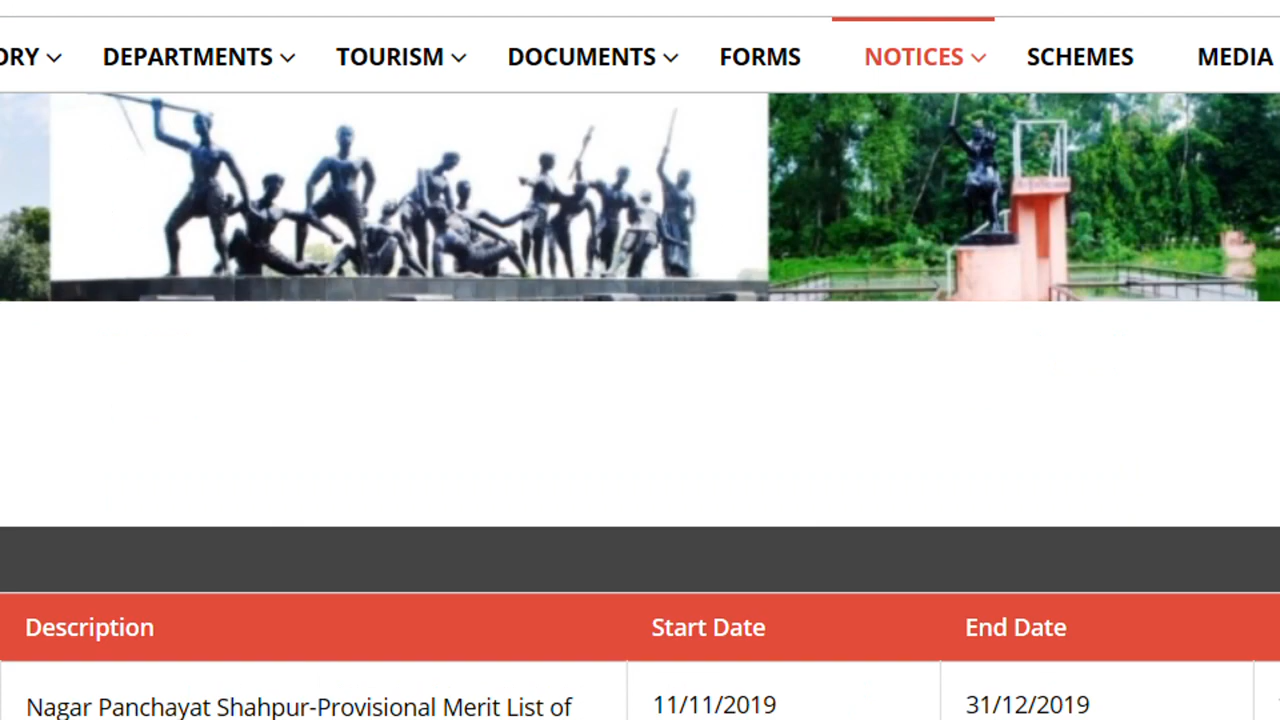 ORY DEPARTMENTS TOURISM DOCUMENTS FORMS NOTICES SCHEMES MEDIA
Description Start Date End Date
Nagar Panchayat Shahpur-Provisional Merit List of 11/11/2019 31/12/2019